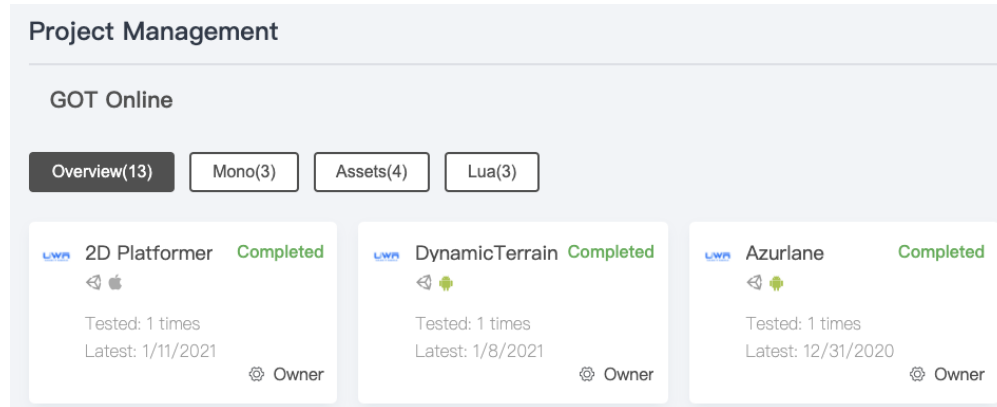 Project Management
GOT Online
Overview(13) Mono(3) Assets(4) Lua(3)
UWA 2D Platformer Completed
UWA DynamicTerrain Completed
UWA Azurlane Completed
Tested: 1 times
Latest: 1/11/2021
Owner
Tested: 1 times
Latest: 1/8/2021
Owner
Tested: 1 times
Latest: 12/31/2020
Owner